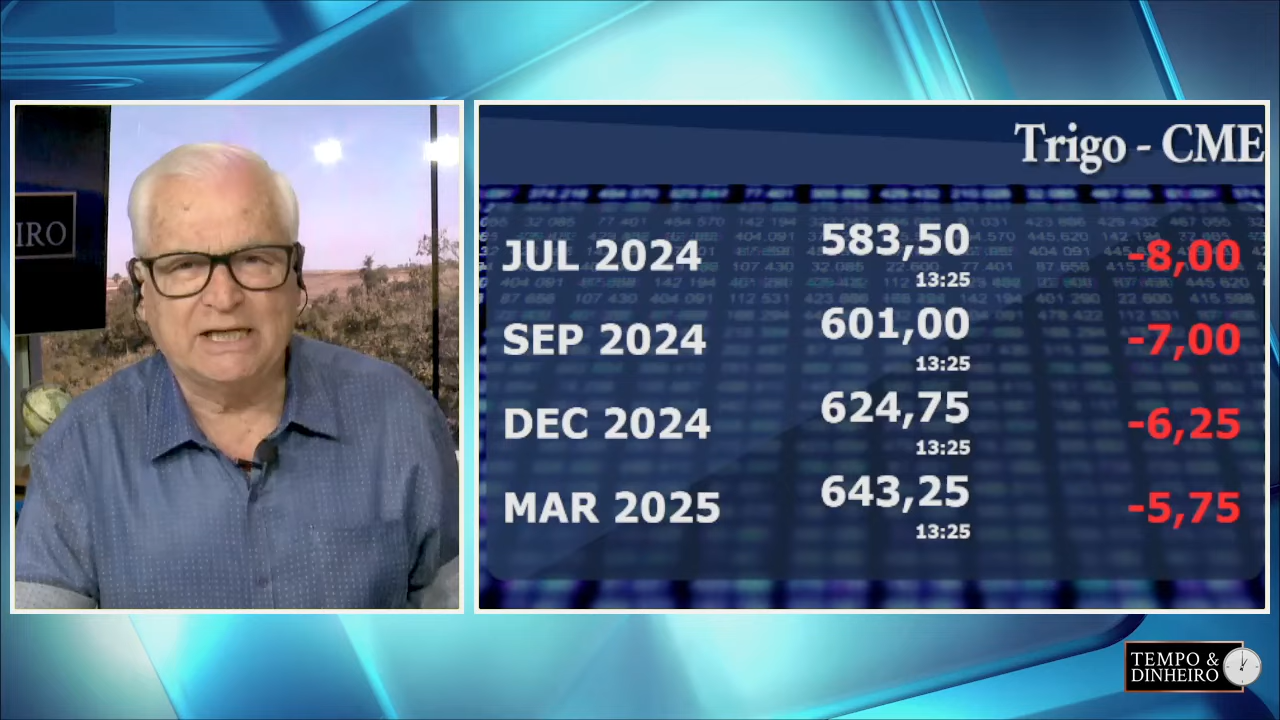 IRO
Trigo - CME
JUL 2024 583,50 -8,00
13:25
SEP 2024 601,00 -7,00
13:25
DEC 2024 624,75 -6,25
13:25
MAR 2025 643,25 -5,75
13:25
TEMPO &
DINHEIRO